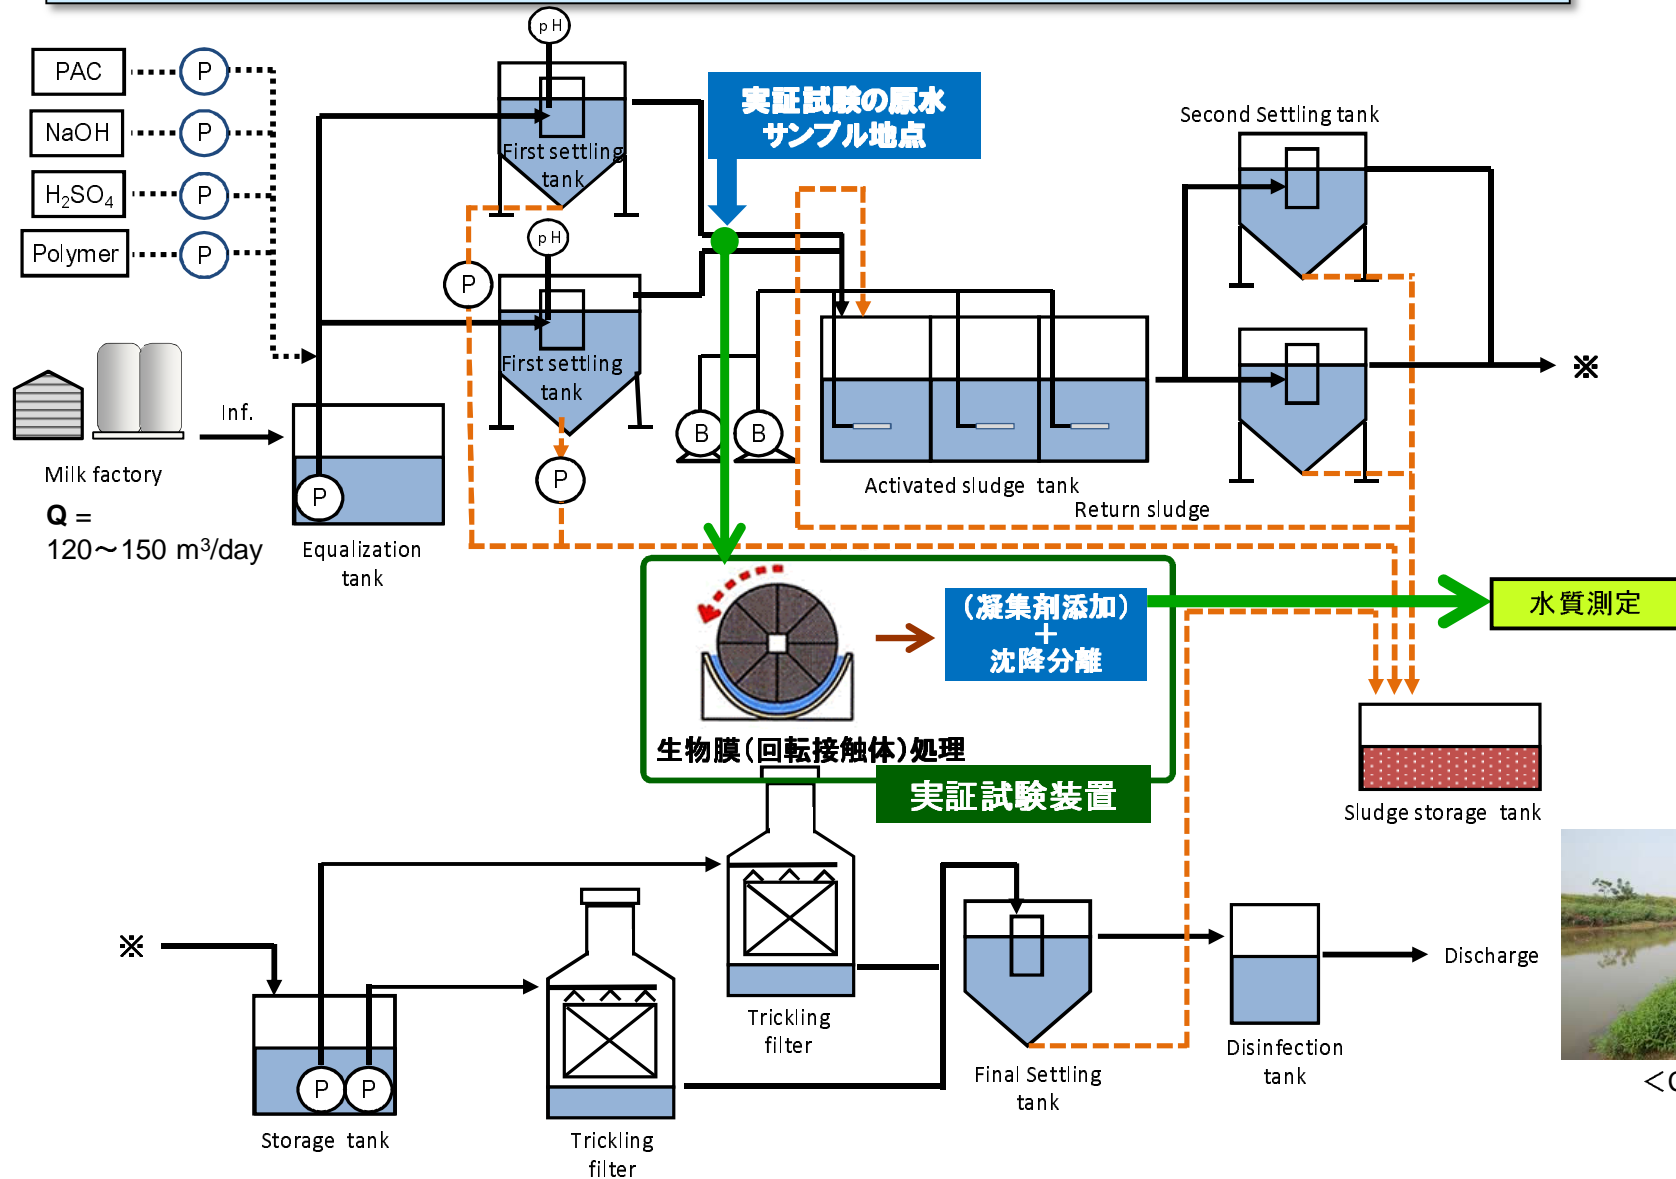 pH
PAC
P
NaOH
P
H₂SO₄
P
Polymer
P
First settling
tank
実証試験の原水
サンプル地点
Second Settling tank
pH
P
First settling
tank
P
Inf.
Milk factory
Q =
120～150 m³/day
P
Equalization
tank
B
B
Activated sludge tank
Return sludge
※
（凝集剤添加）
＋
沈降分離
水質測定
生物膜（回転接触体）処理
実証試験装置
Sludge storage tank
※
P
P
Storage tank
Trickling
filter
Trickling
filter
Final Settling
tank
Disinfection
tank
Discharge